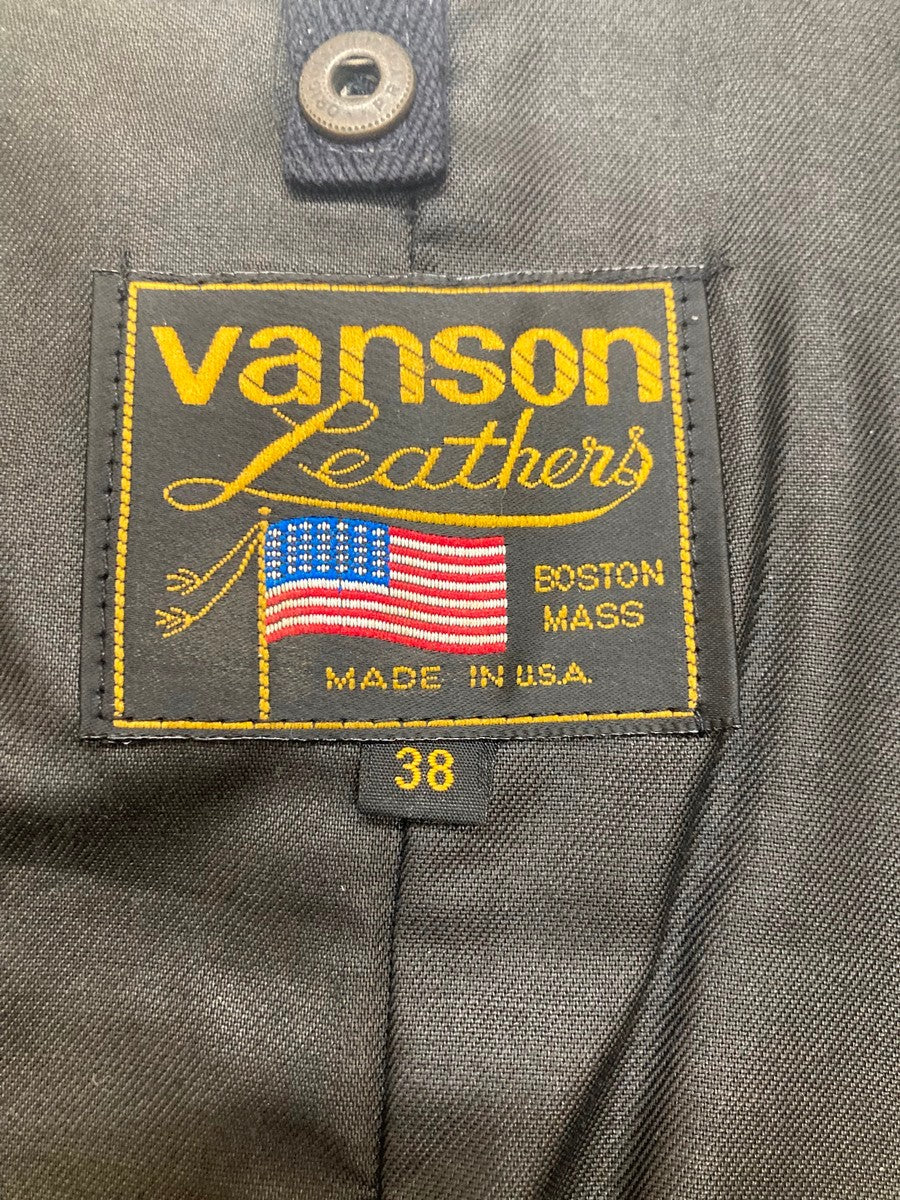 vanson
Leathers
BOSTON
MASS
MADE IN U.S.A.
38